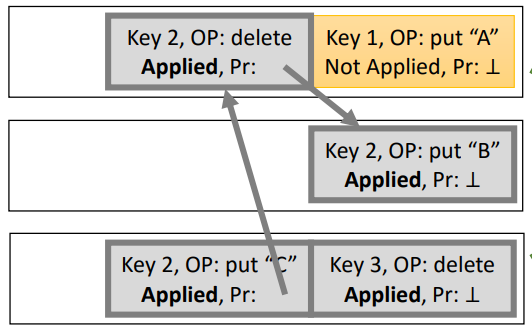 Key 2, OP: delete
Applied, Pr:
Key 1, OP: put “A”
Not Applied, Pr: ⊥
Key 2, OP: put “B”
Applied, Pr: ⊥
Key 2, OP: put “C”
Applied, Pr:
Key 3, OP: delete
Applied, Pr: ⊥